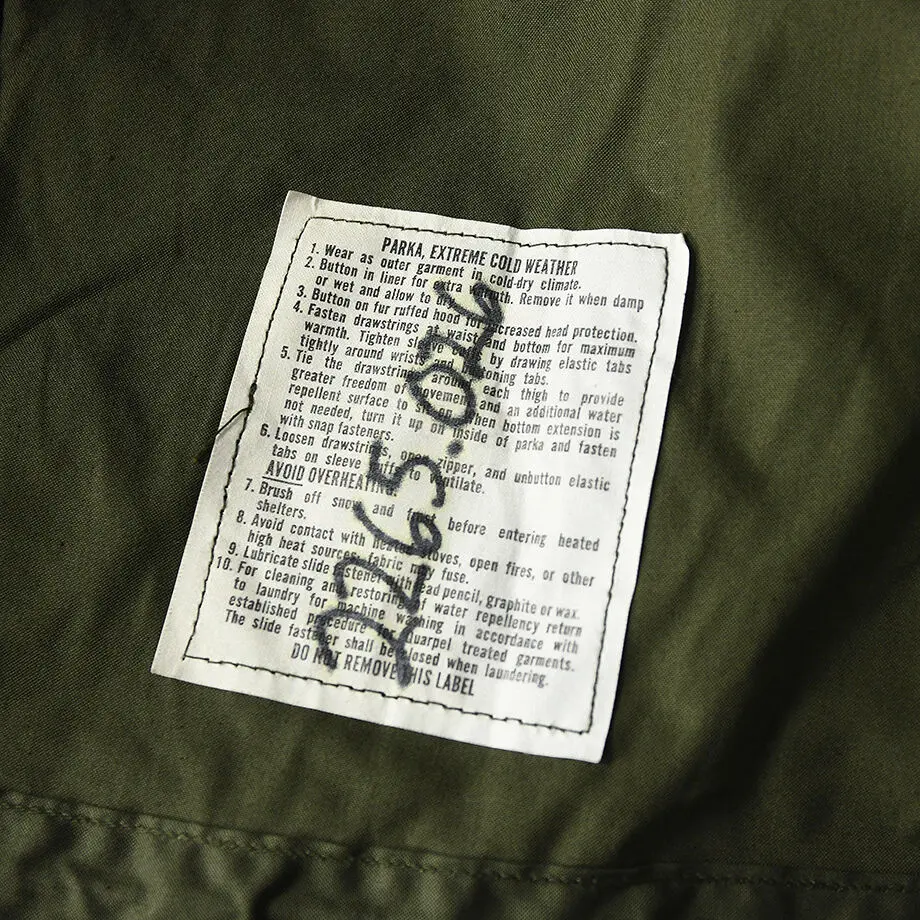 PARKA, EXTREME COLD WEATHER
1. Wear as outer garment in cold-dry climate.
2. Button in liner for extra warmth. Remove it when damp
or wet and allow to dry.
3. Button on fur ruffed hood for increased head protection.
4. Fasten drawstrings at waist and bottom for maximum
warmth. Tighten sleeve cuffs by drawing elastic tabs
tightly around wrists and buttoning tabs.
5. Tie the drawstrings around each thigh to provide
greater freedom of movement and an additional water
repellent surface to sit on. When bottom extension is
not needed, turn it up on inside of parka and fasten
with snap fasteners.
6. Loosen drawstrings, open zipper, and unbutton elastic
tabs on sleeve cuffs to ventilate.
AVOID OVERHEATING.
7. Brush off snow and frost before entering heated
shelters.
8. Avoid contact with heated stoves, open fires, or other
high heat sources; fabric may fuse.
9. Lubricate slide fastener with lead pencil, graphite or wax.
10. For cleaning and restoring of water repellency return
to laundry for machine washing in accordance with
established procedure for Quarpel treated garments.
The slide fastener shall be closed when laundering.
DO NOT REMOVE THIS LABEL
2265.026